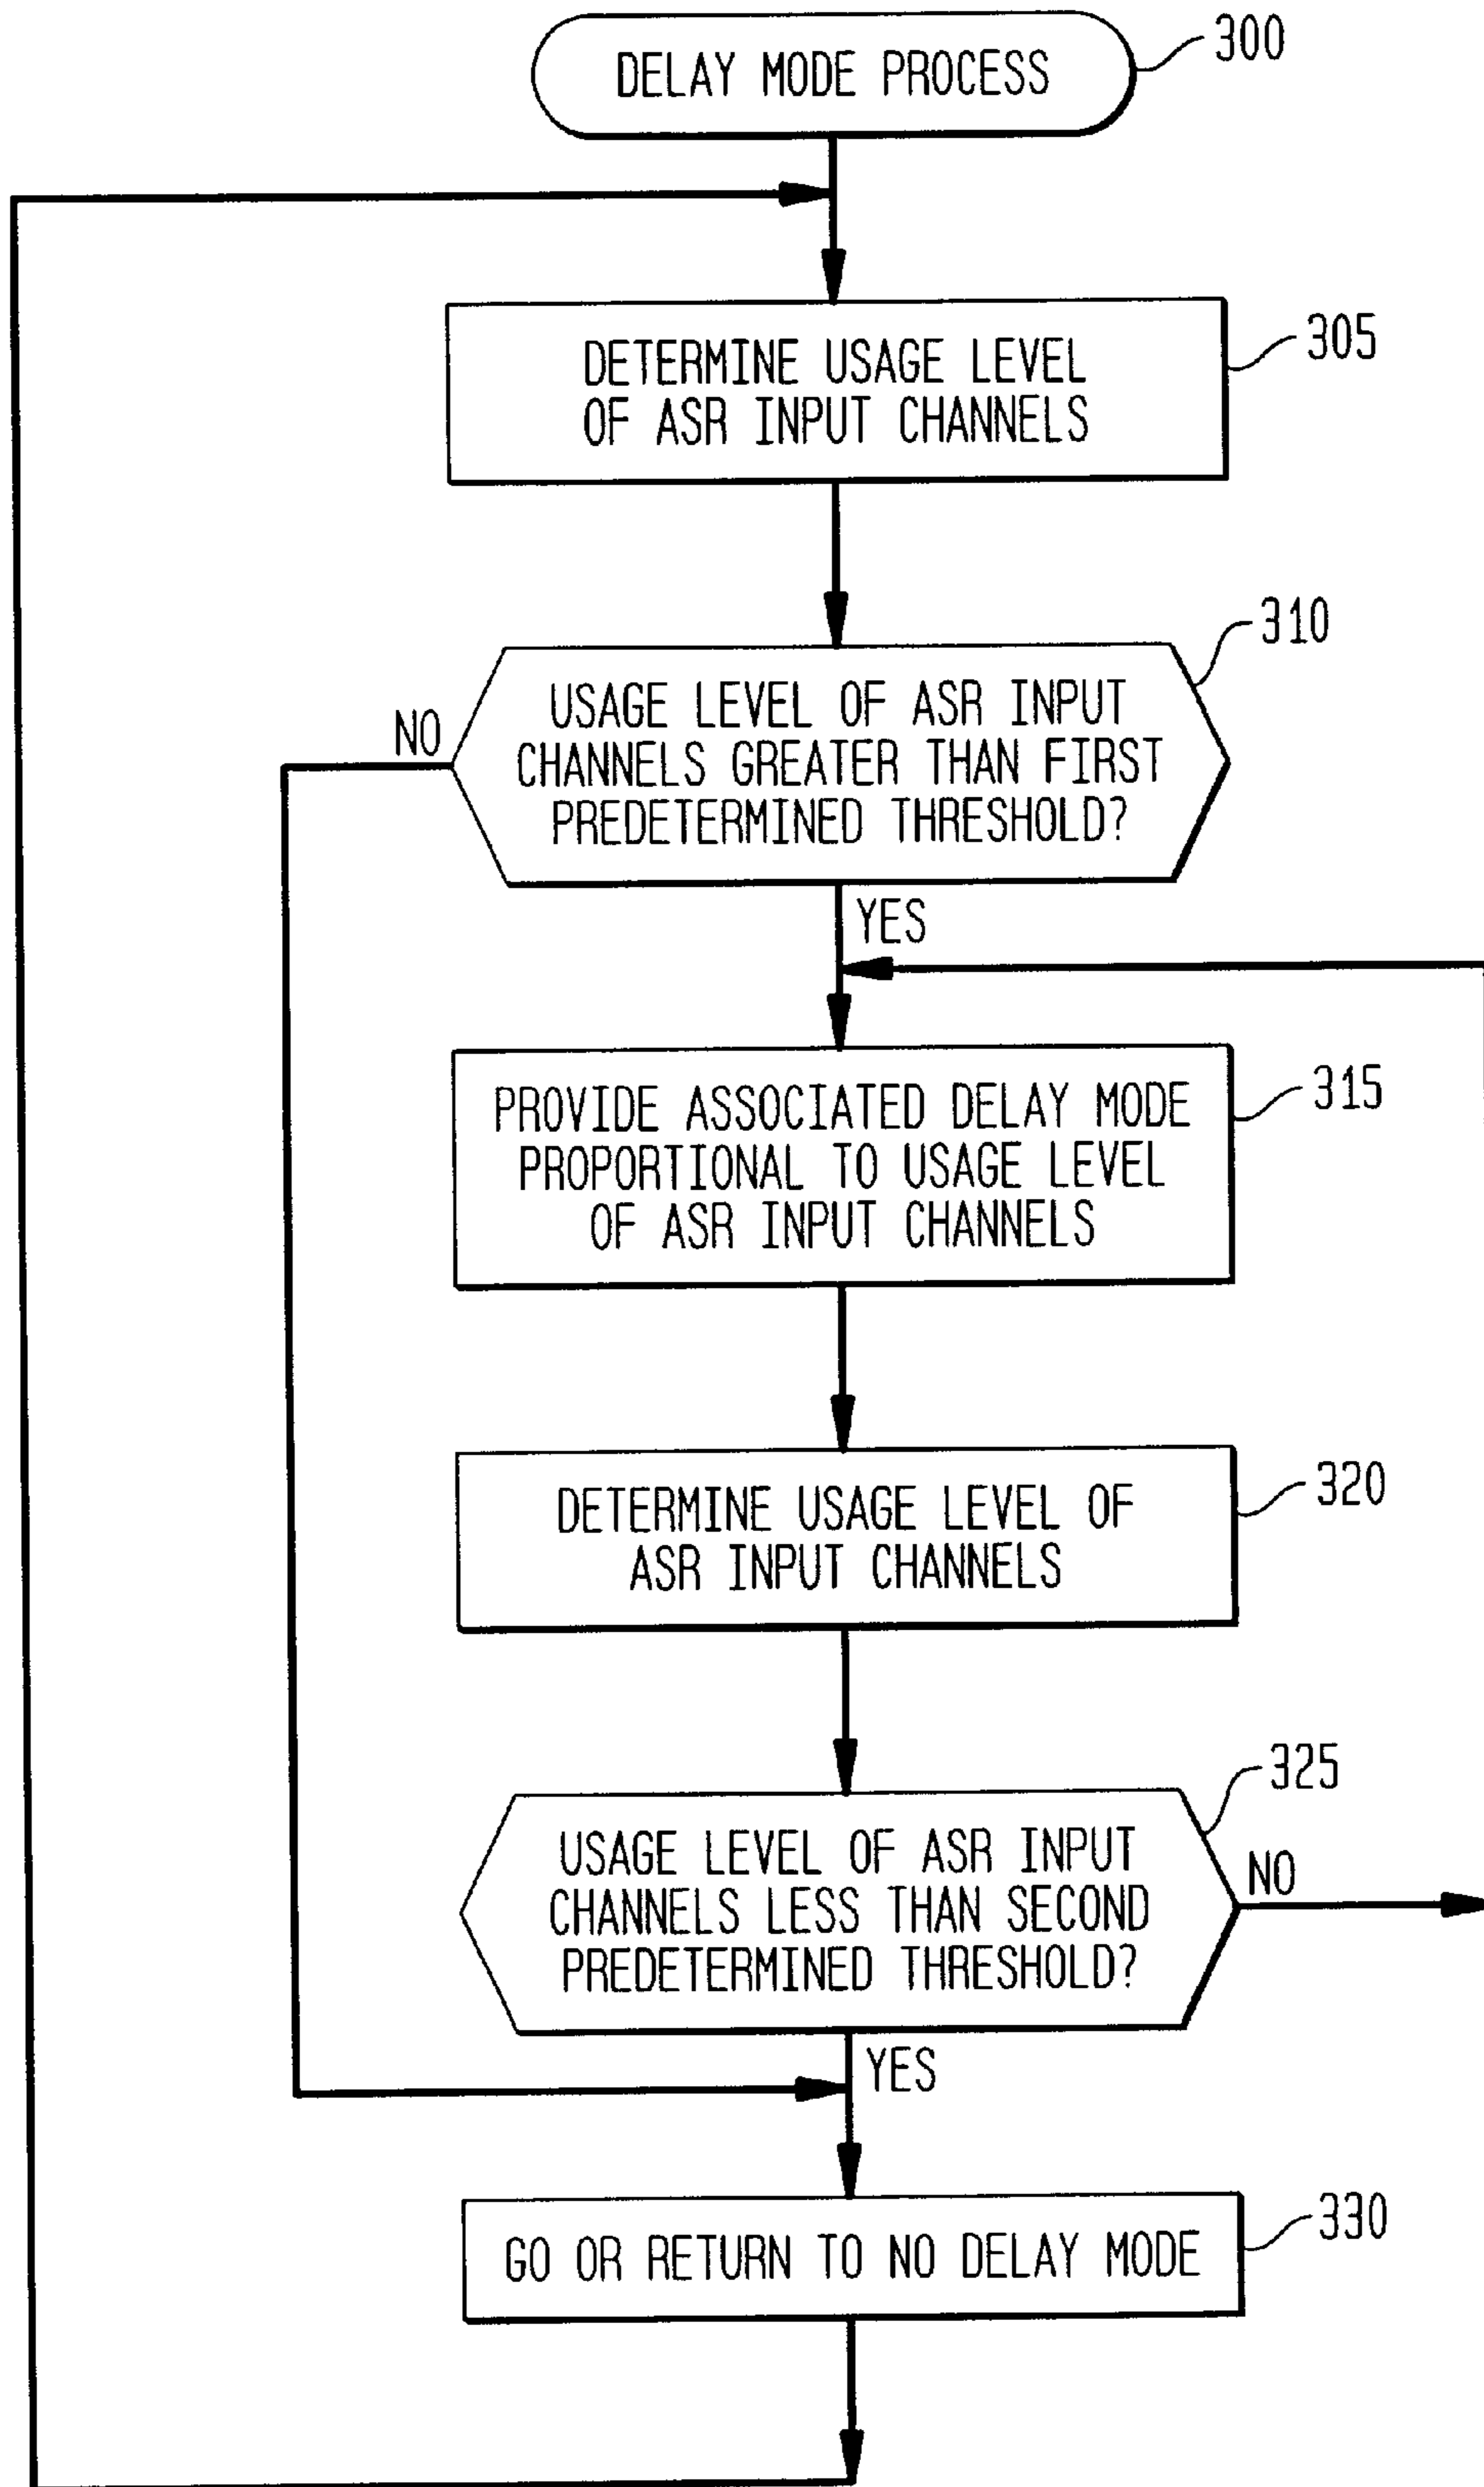 DELAY MODE PROCESS
300
DETERMINE USAGE LEVEL
OF ASR INPUT CHANNELS
305
310
USAGE LEVEL OF ASR INPUT
CHANNELS GREATER THAN FIRST
PREDETERMINED THRESHOLD?
NO
YES
PROVIDE ASSOCIATED DELAY MODE
PROPORTIONAL TO USAGE LEVEL
OF ASR INPUT CHANNELS
315
DETERMINE USAGE LEVEL OF
ASR INPUT CHANNELS
320
325
USAGE LEVEL OF ASR INPUT
CHANNELS LESS THAN SECOND
PREDETERMINED THRESHOLD?
NO
YES
GO OR RETURN TO NO DELAY MODE
330